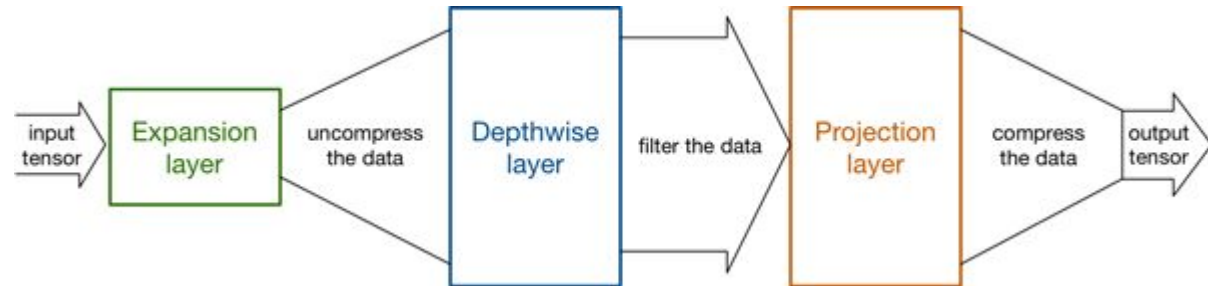 input
tensor
Expansion
layer
uncompress
the data
Depthwise
layer
filter the data
Projection
layer
compress
the data
output
tensor